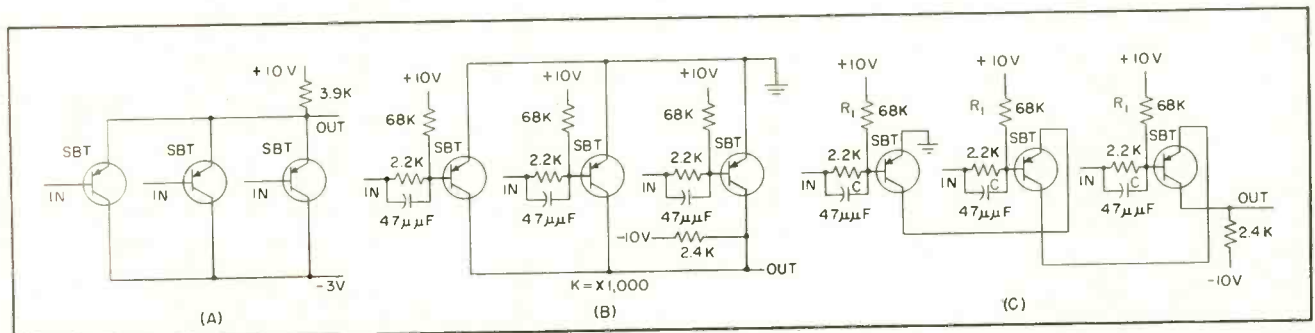 +10V
3.9K
OUT
SBT
SBT
SBT
IN
IN
IN
-3V
(A)
+10V
+10V
+10V
68K
68K
68K
SBT
SBT
SBT
2.2K
2.2K
2.2K
IN
IN
IN
47μμF
47μμF
47μμF
-10V
2.4K
OUT
K = X 1,000
(B)
+10V
+10V
+10V
R₁ 68K
R₁ 68K
R₁ 68K
SBT
SBT
SBT
2.2K
2.2K
2.2K
IN
IN
IN
C
C
C
47μμF
47μμF
47μμF
OUT
2.4K
-10V
(C)